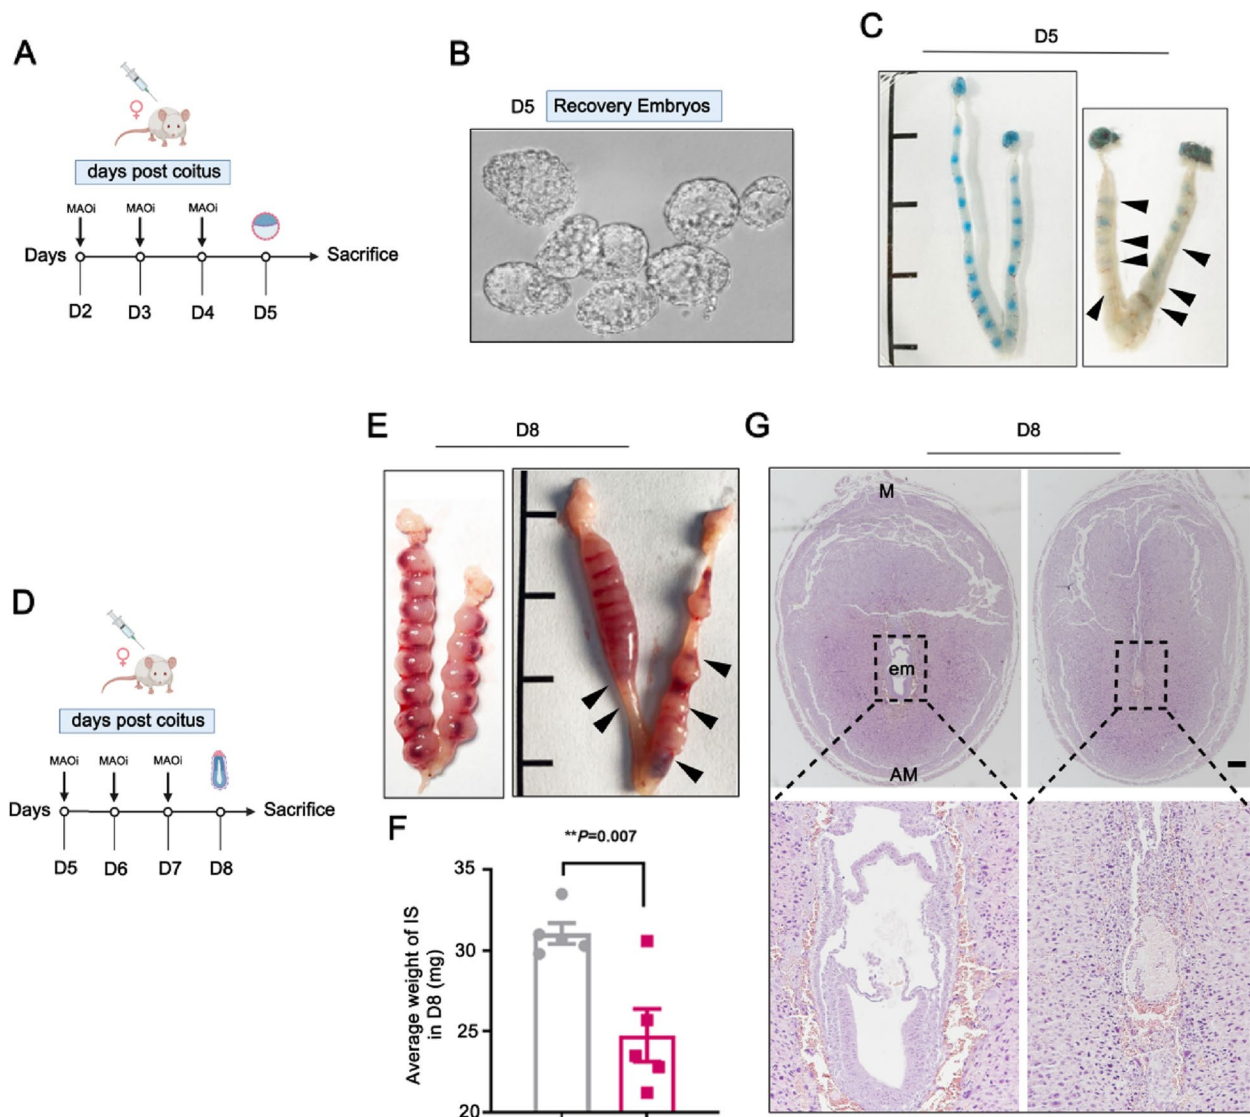 A
days post coitus
MAOi MAOi MAOi
Days
Sacrifice
D2 D3 D4 D5
B
D5 Recovery Embryos
C
D5
D
days post coitus
MAOi MAOi MAOi
Days
Sacrifice
D5 D6 D7 D8
E
D8
F
**P=0.007
Average weight of IS
in D8 (mg)
35
30
25
20
G
D8
M
em
AM